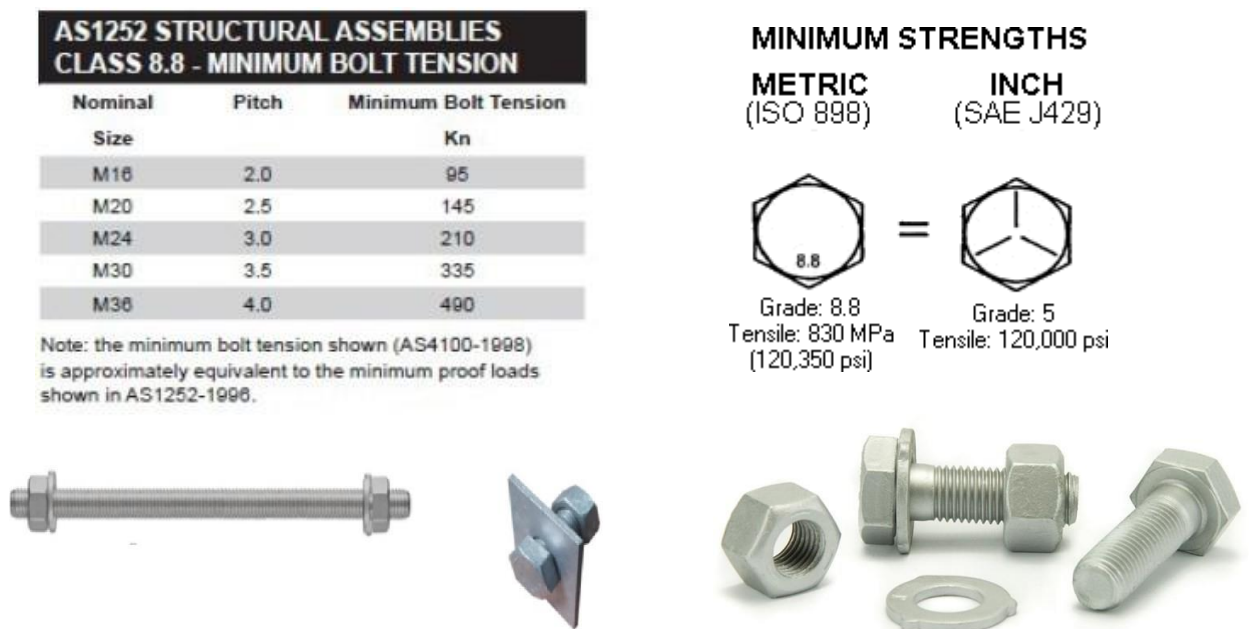 AS1252 STRUCTURAL ASSEMBLIES
CLASS 8.8 - MINIMUM BOLT TENSION
Nominal Size Pitch Minimum Bolt Tension Kn
M16 2.0 95
M20 2.5 145
M24 3.0 210
M30 3.5 335
M36 4.0 490
Note: the minimum bolt tension shown (AS4100-1998)
is approximately equivalent to the minimum proof loads
shown in AS1252-1996.
MINIMUM STRENGTHS
METRIC INCH
(ISO 898) (SAE J429)
8.8 =
Grade: 8.8
Tensile: 830 MPa
(120,350 psi)
Grade: 5
Tensile: 120,000 psi